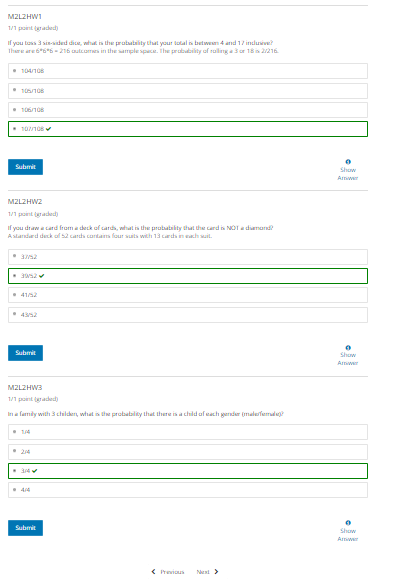 M2L2HW1
1/1 point (graded)
If you toss 3 six-sided dice, what is the probability that your total is between 4 and 17 inclusive?
There are 6*6*6 = 216 outcomes in the sample space. The probability of rolling a 3 or 18 is 2/216.
104/108
105/108
106/108
107/108
Submit
Show
Answer
M2L2HW2
1/1 point (graded)
If you draw a card from a deck of cards, what is the probability that the card is NOT a diamond?
A standard deck of 52 cards contains four suits with 13 cards in each suit.
37/52
39/52
41/52
43/52
Submit
Show
Answer
M2L2HW3
1/1 point (graded)
In a family with 3 childen, what is the probability that there is a child of each gender (male/female)?
1/4
2/4
3/4
4/4
Submit
Show
Answer
Previous Next